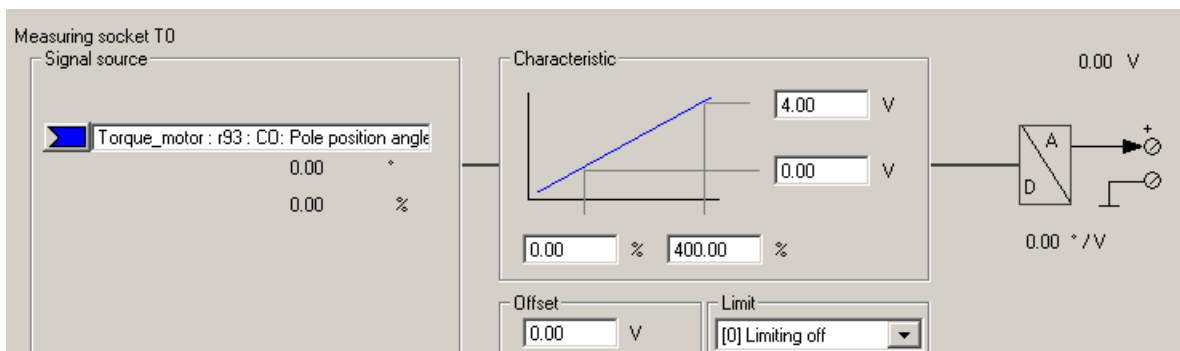 Measuring socket T0
Signal source
Torque_motor : r93 : CO: Pole position angle
0.00 °
0.00 %
Characteristic
4.00 V
0.00 V
0.00 % 400.00 %
Offset
0.00 V
Limit
[0] Limiting off
0.00 V
A
D
+
0.00 ° / V